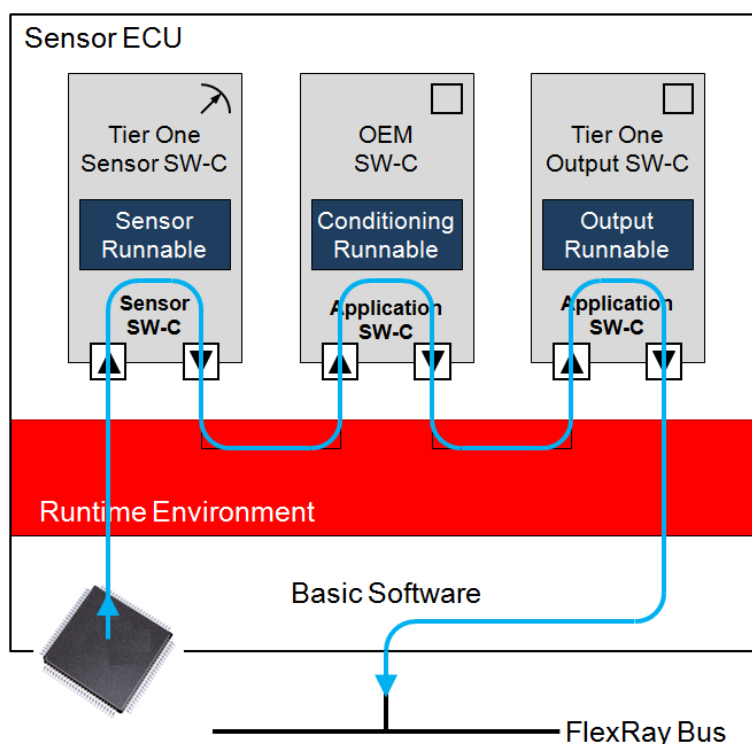 Sensor ECU
Tier One
Sensor SW-C
Sensor
Runnable
Sensor
SW-C
OEM
SW-C
Conditioning
Runnable
Application
SW-C
Tier One
Output SW-C
Output
Runnable
Application
SW-C
Runtime Environment
Basic Software
FlexRay Bus